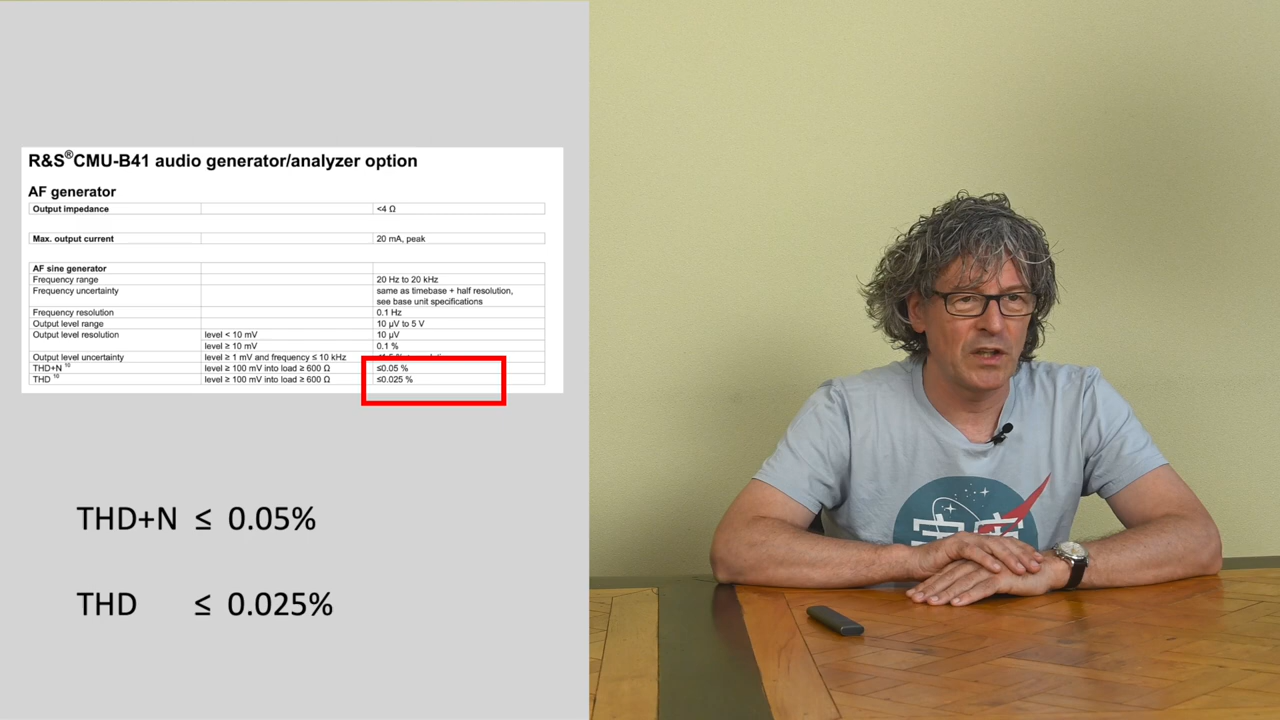 R&S®CMU-B41 audio generator/analyzer option
AF generator
Output impedance <4 Ω
Max. output current 20 mA, peak
AF sine generator
Frequency range 20 Hz to 20 kHz
Frequency uncertainty same as timebase + half resolution,
see base unit specifications
Frequency resolution 0.1 Hz
Output level range 10 µV to 5 V
Output level resolution level < 10 mV 10 µV
level ≥ 10 mV 0.1 %
Output level uncertainty level ≥ 1 mV and frequency ≤ 10 kHz
THD+N 10 level ≥ 100 mV into load ≥ 600 Ω ≤0.05 %
THD 10 level ≥ 100 mV into load ≥ 600 Ω ≤0.025 %
THD+N ≤ 0.05%
THD ≤ 0.025%
宇宙